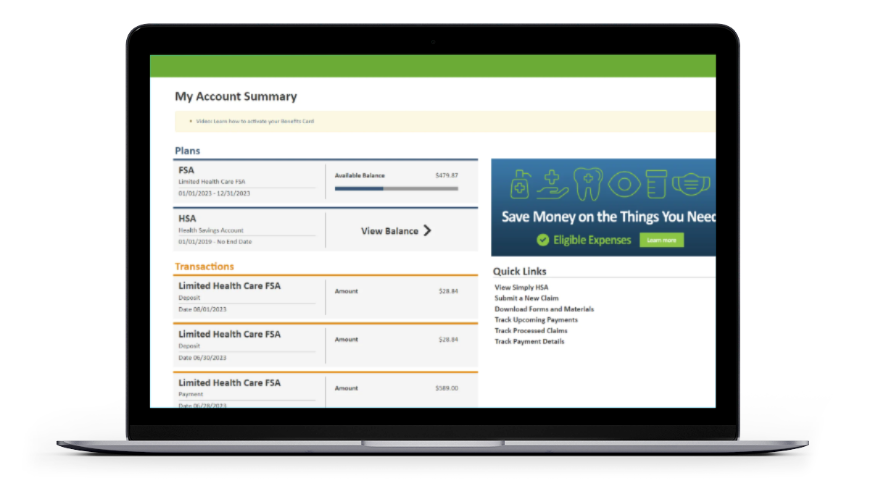 My Account Summary
Video: Learn how to activate your Benefits Card
Plans
FSA
Limited Health Care FSA
01/01/2023 - 12/31/2023
Available Balance
$479.87
HSA
Health Savings Account
01/01/2019 - No End Date
View Balance
Transactions
Limited Health Care FSA
Deposit
Date 08/01/2023
Amount
$28.84
Limited Health Care FSA
Deposit
Date 06/30/2023
Amount
$28.84
Limited Health Care FSA
Payment
Date 06/29/2023
Amount
$389.00
Save Money on the Things You Need
Eligible Expenses
Learn more
Quick Links
View Simply HSA
Submit a New Claim
Download Forms and Materials
Track Upcoming Payments
Track Processed Claims
Track Payment Details